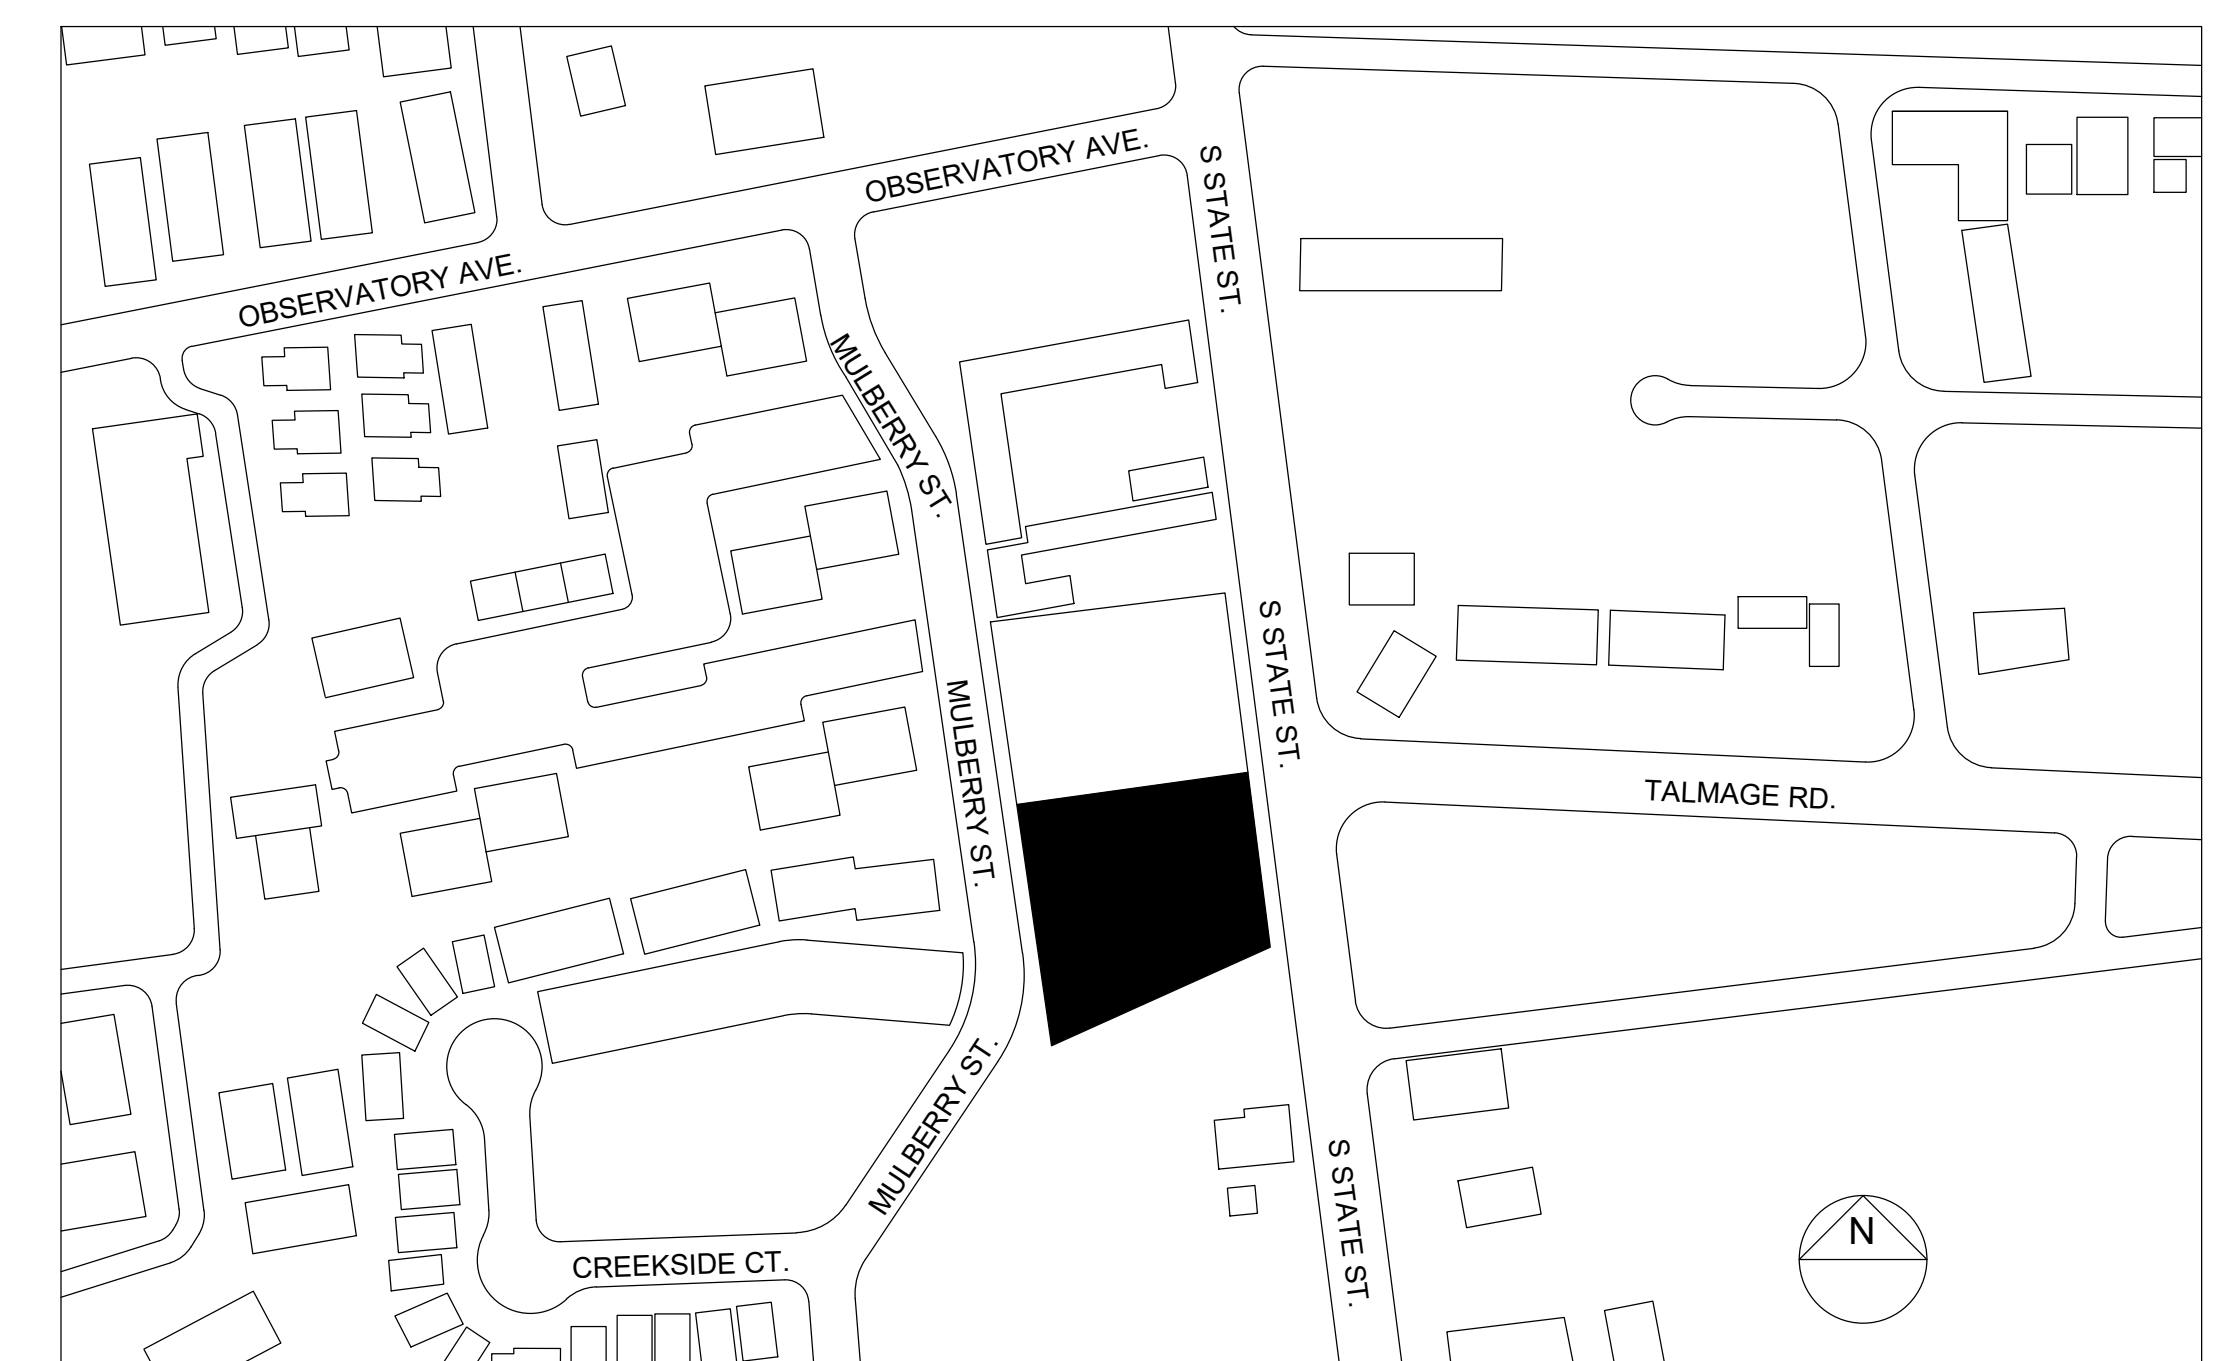 OBSERVATORY AVE.
S STATE ST.
OBSERVATORY AVE.
MULBERRY ST.
S STATE ST.
MULBERRY ST.
TALMAGE RD.
MULBERRY ST.
S STATE ST.
N
CREEKSIDE CT.